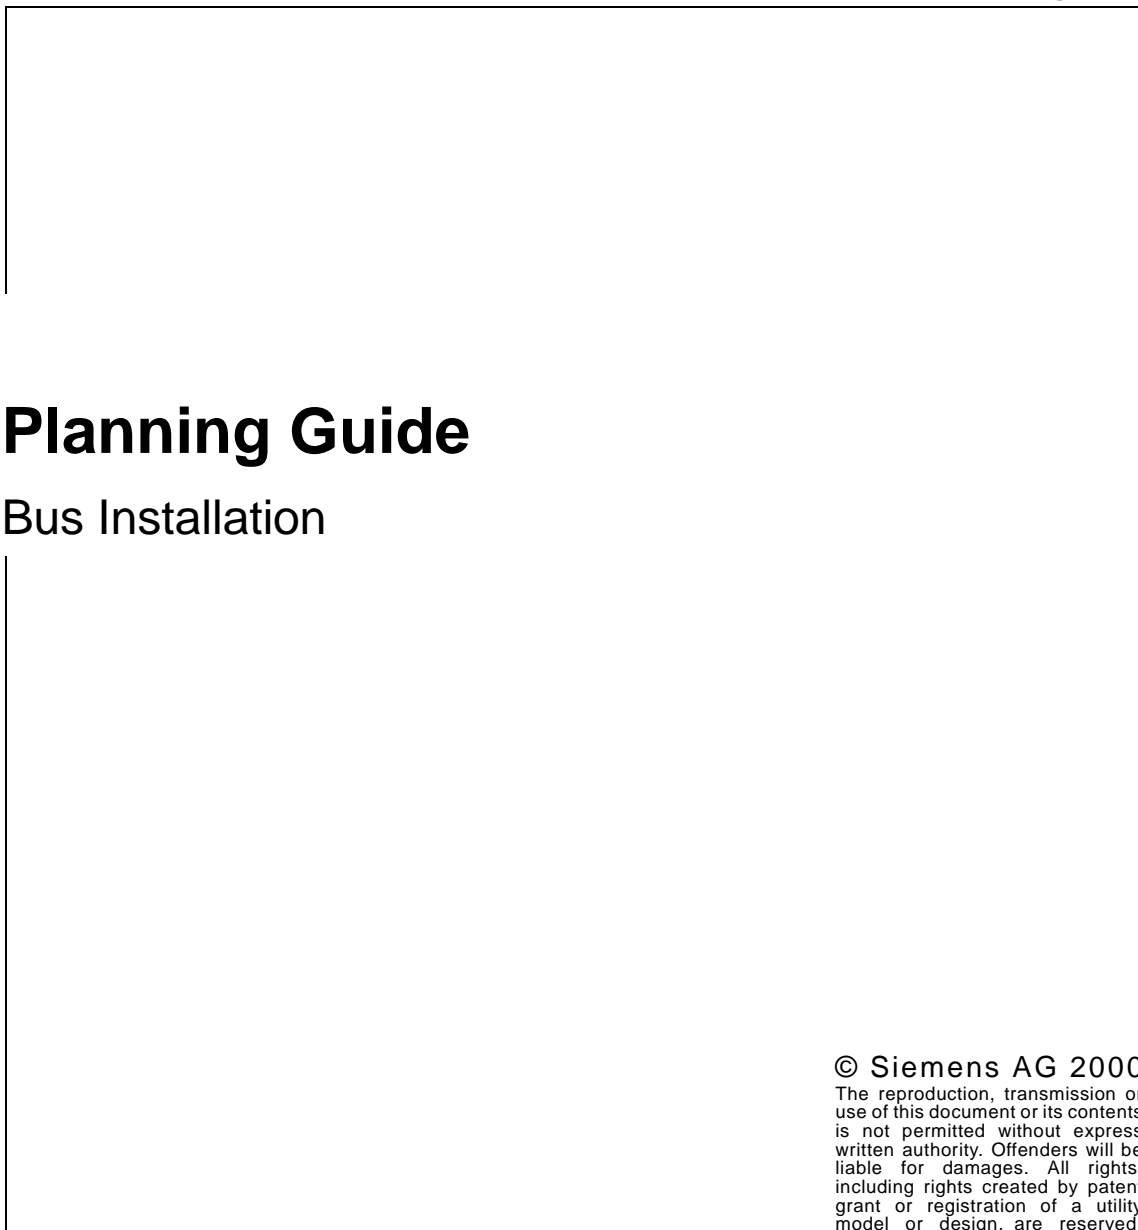 Planning Guide
Bus Installation
© Siemens AG 2000
The reproduction, transmission or
use of this document or its contents
is not permitted without express
written authority. Offenders will be
liable for damages. All rights,
including rights created by patent
grant or registration of a utility
model or design, are reserved.